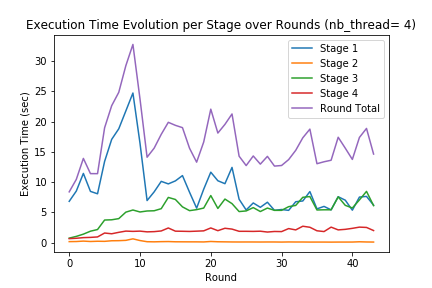 Execution Time Evolution per Stage over Rounds (nb_thread= 4)
Stage 1
Stage 2
Stage 3
Stage 4
Round Total
Execution Time (sec)
30
25
20
15
10
5
0
0
10
20
30
40
Round